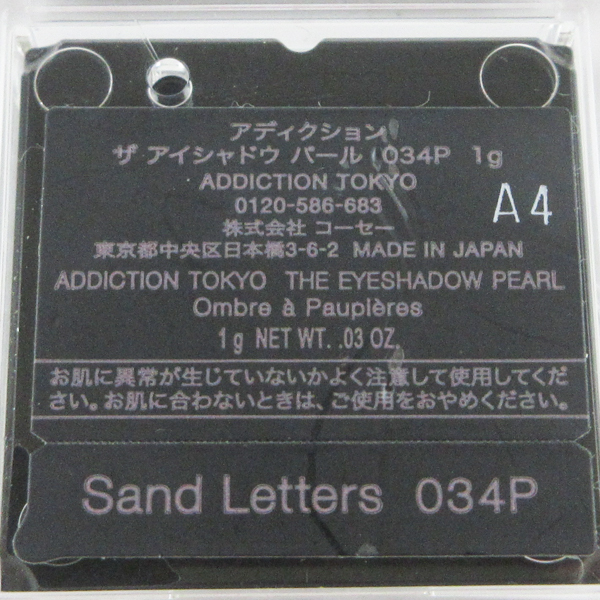 アディクション
ザ アイシャドウ パール 034P 1g
ADDICTION TOKYO
0120-586-683
A4
株式会社 コーセー
東京都中央区日本橋3-6-2 MADE IN JAPAN
ADDICTION TOKYO THE EYESHADOW PEARL
Ombre à Paupières
1g NET WT. .03 OZ.
お肌に異常が生じていないかよく注意して使用してくだ
さい。お肌に合わないときは、ご使用をおやめください。
Sand Letters 034P